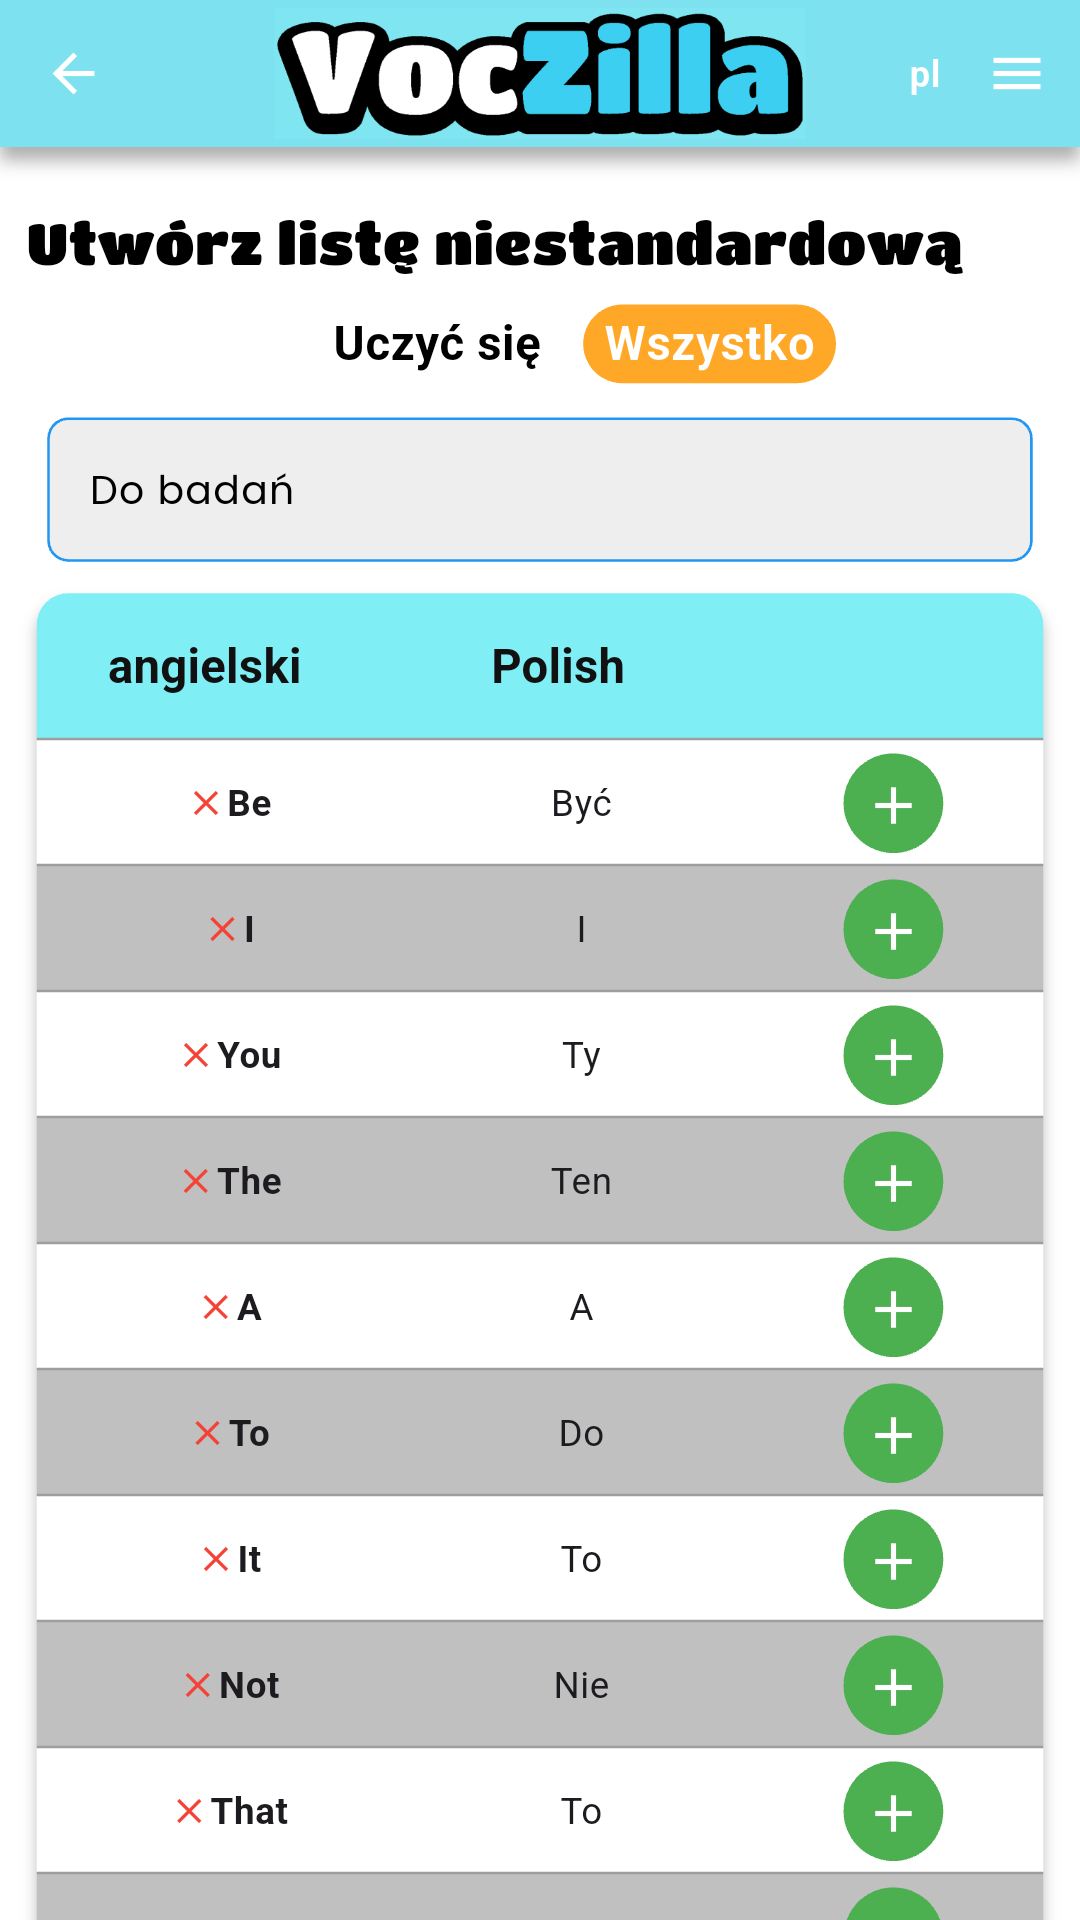 VocZilla
pl
Utwórz listę niestandardową
Uczyć się Wszystko
Do badań
angielski Polish
Be Być
I I
You Ty
The Ten
A A
To Do
It To
Not Nie
That To